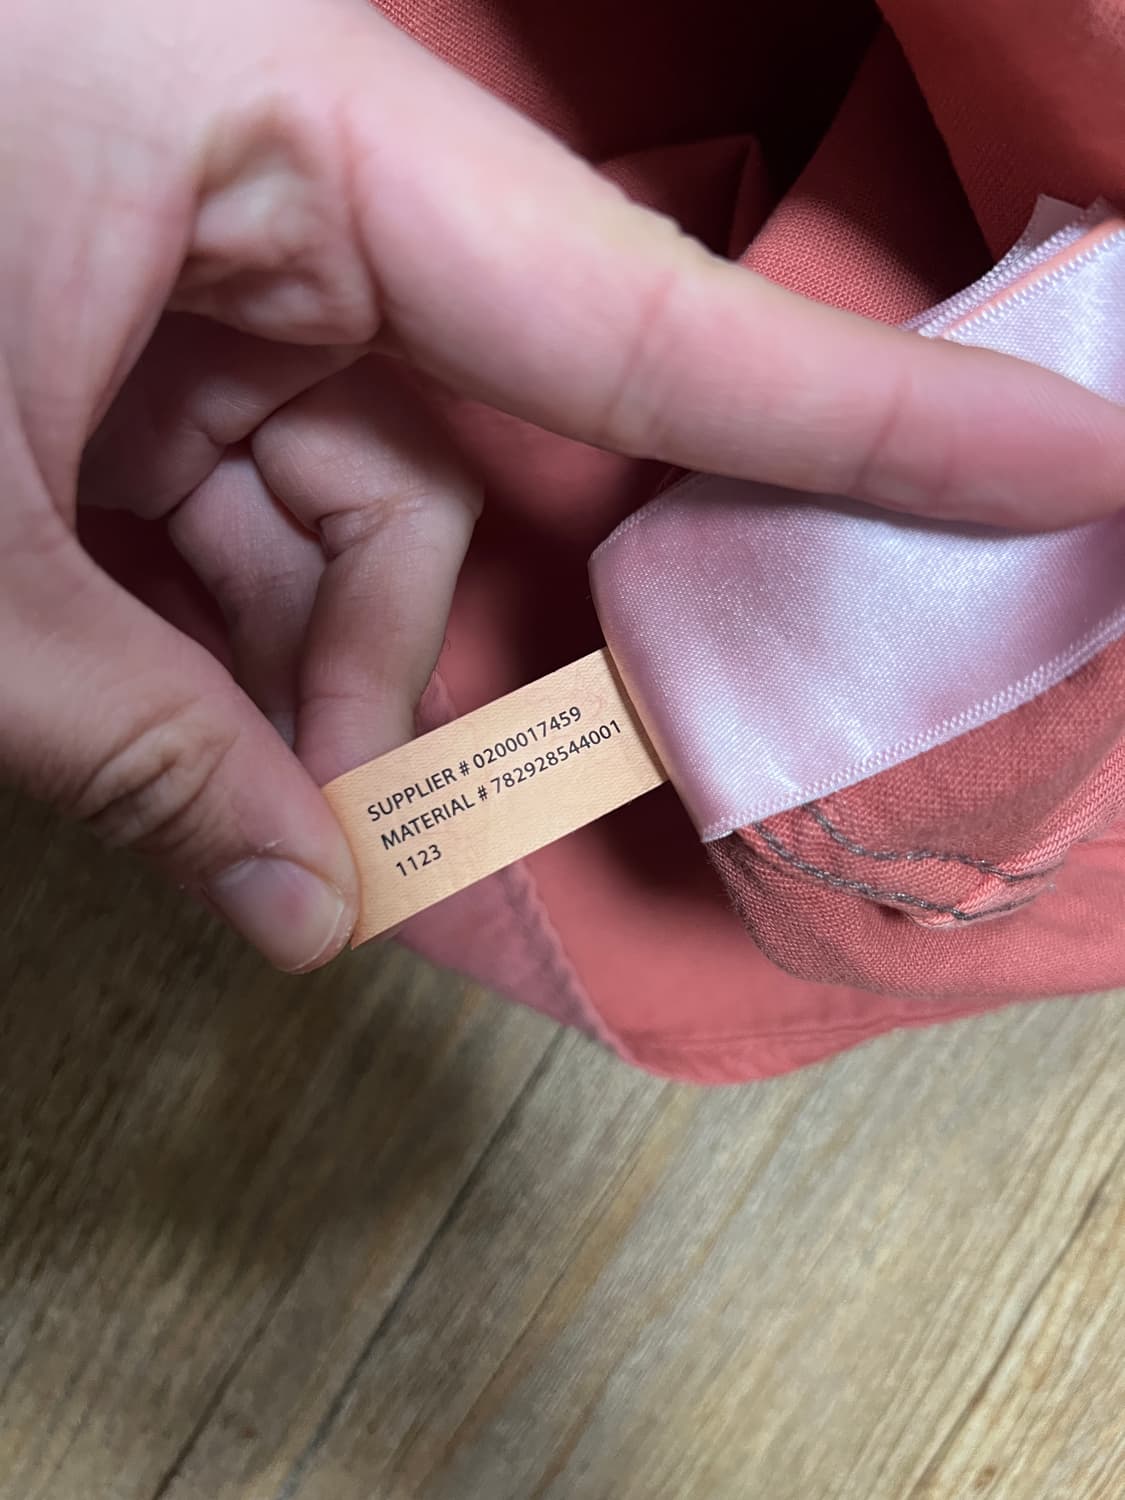 SUPPLIER # 0200017459
MATERIAL # 782928544001
1123